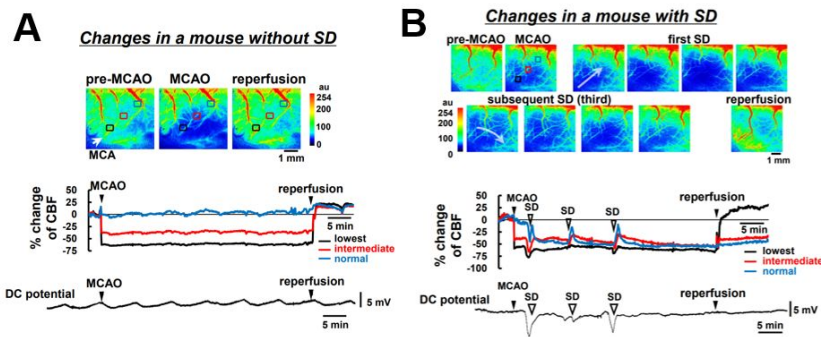 A
Changes in a mouse without SD
pre-MCAO MCAO reperfusion
au
254
200
100
0
MCA
1 mm
MCAO reperfusion
% change of CBF
50
25
0
-25
-50
-75
5 min
lowest
intermediate
normal
DC potential
MCAO reperfusion
5 mV
5 min
B
Changes in a mouse with SD
pre-MCAO MCAO first SD
au
254
200
100
0
subsequent SD (third) reperfusion
1 mm
% change of CBF
50
25
0
-25
-50
-75
-100
MCAO SD SD SD reperfusion
5 min
lowest
intermediate
normal
DC potential
MCAO SD SD SD reperfusion
5 mV
5 min